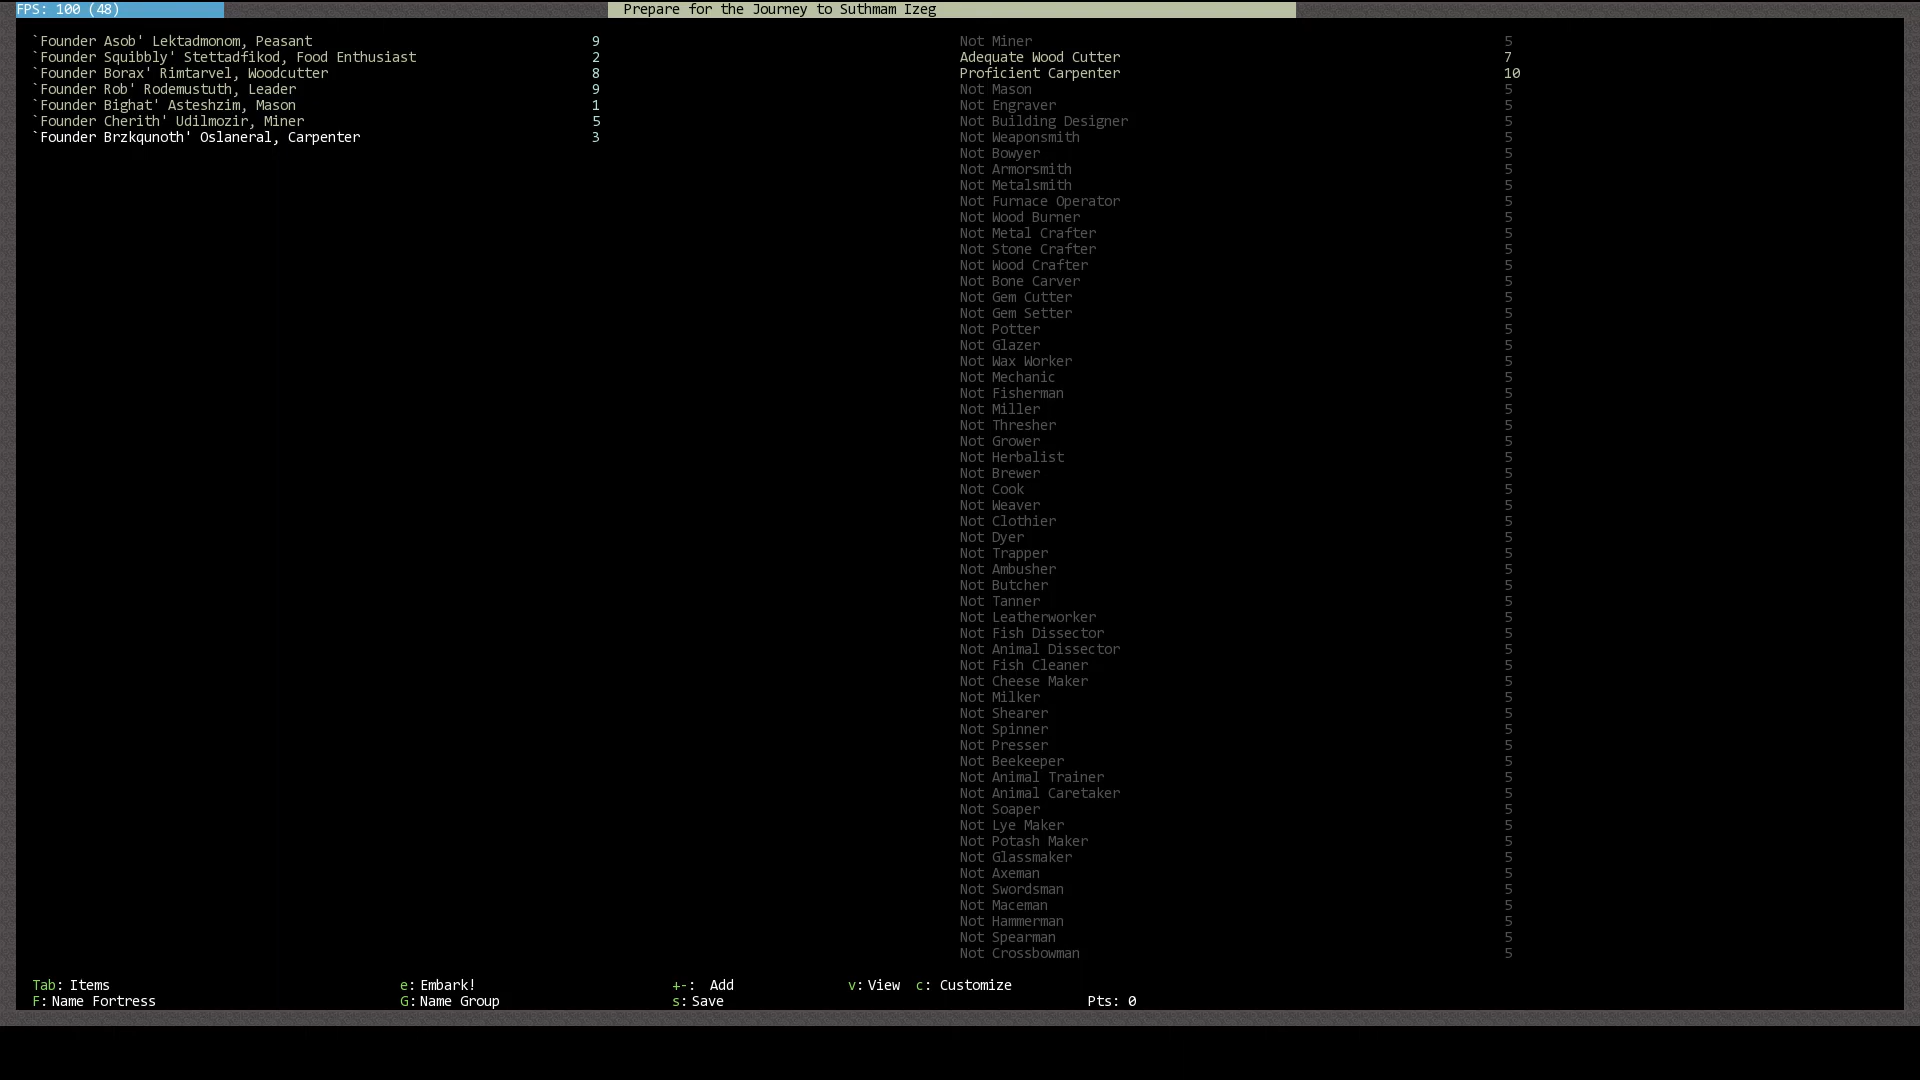 FPS: 100 (48)
Prepare for the Journey to Suthmam Izeg
`Founder Asob' Lektadmonom, Peasant 9
`Founder Squibbly' Stettadfikod, Food Enthusiast 2
`Founder Borax' Rimtarvel, Woodcutter 8
`Founder Rob' Rodemustuth, Leader 9
`Founder Bighat' Asteshzim, Mason 1
`Founder Cherith' Udilmozir, Miner 5
`Founder Brzkqunoth' Oslaneral, Carpenter 3
Not Miner 5
Adequate Wood Cutter 7
Proficient Carpenter 10
Not Mason 5
Not Engraver 5
Not Building Designer 5
Not Weaponsmith 5
Not Bowyer 5
Not Armorsmith 5
Not Metalsmith 5
Not Furnace Operator 5
Not Wood Burner 5
Not Metal Crafter 5
Not Stone Crafter 5
Not Wood Crafter 5
Not Bone Carver 5
Not Gem Cutter 5
Not Gem Setter 5
Not Potter 5
Not Glazer 5
Not Wax Worker 5
Not Mechanic 5
Not Fisherman 5
Not Miller 5
Not Thresher 5
Not Grower 5
Not Herbalist 5
Not Brewer 5
Not Cook 5
Not Weaver 5
Not Clothier 5
Not Dyer 5
Not Trapper 5
Not Ambusher 5
Not Butcher 5
Not Tanner 5
Not Leatherworker 5
Not Fish Dissector 5
Not Animal Dissector 5
Not Fish Cleaner 5
Not Cheese Maker 5
Not Milker 5
Not Shearer 5
Not Spinner 5
Not Presser 5
Not Beekeeper 5
Not Animal Trainer 5
Not Animal Caretaker 5
Not Soaper 5
Not Lye Maker 5
Not Potash Maker 5
Not Glassmaker 5
Not Axeman 5
Not Swordsman 5
Not Maceman 5
Not Hammerman 5
Not Spearman 5
Not Crossbowman 5
Tab: Items e: Embark! +-: Add v: View c: Customize
F: Name Fortress G: Name Group s: Save Pts: 0